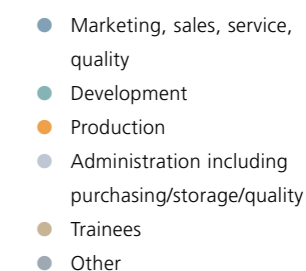 Marketing, sales, service,
quality
Development
Production
Administration including
purchasing/storage/quality
Trainees
Other